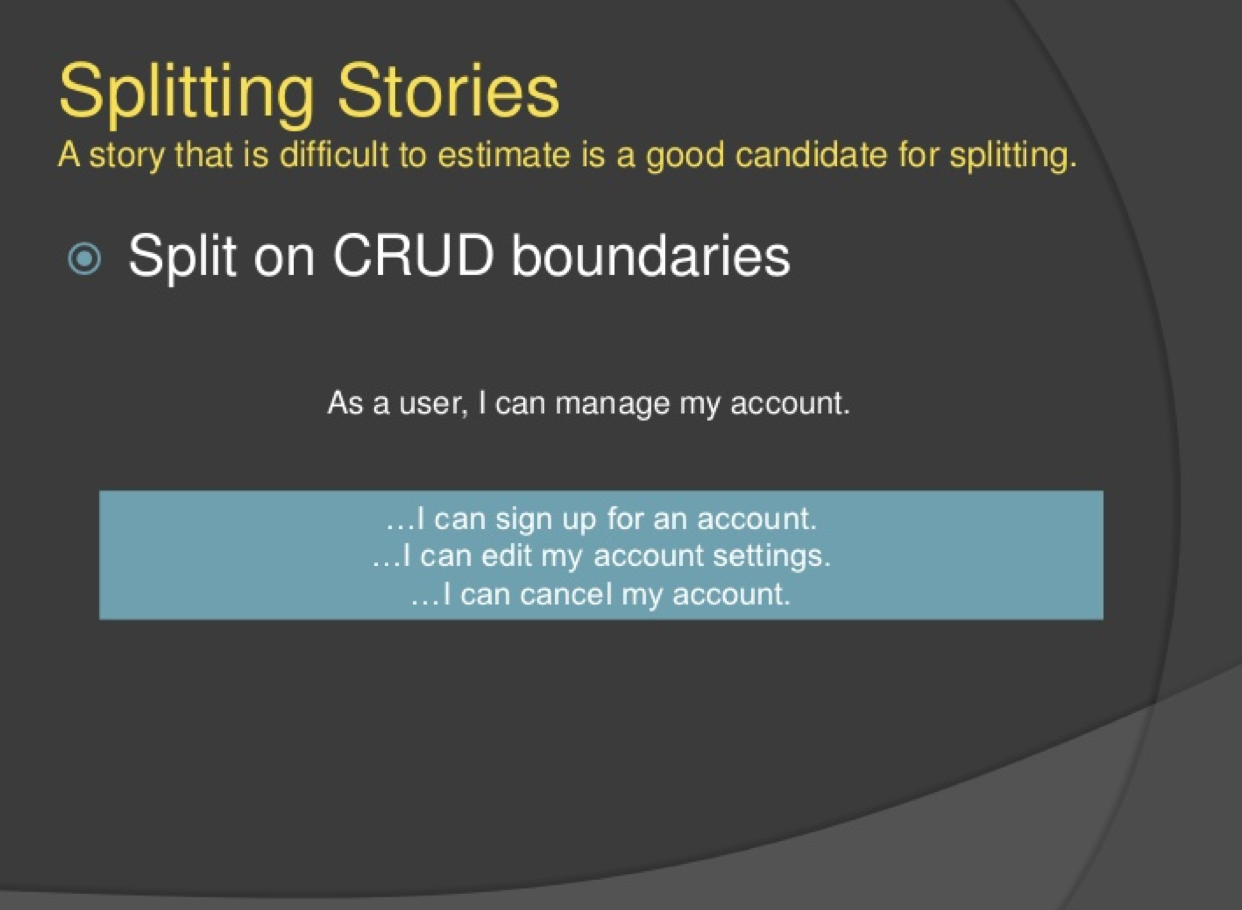 Splitting Stories
A story that is difficult to estimate is a good candidate for splitting.
Split on CRUD boundaries
As a user, I can manage my account.
…I can sign up for an account.
…I can edit my account settings.
…I can cancel my account.